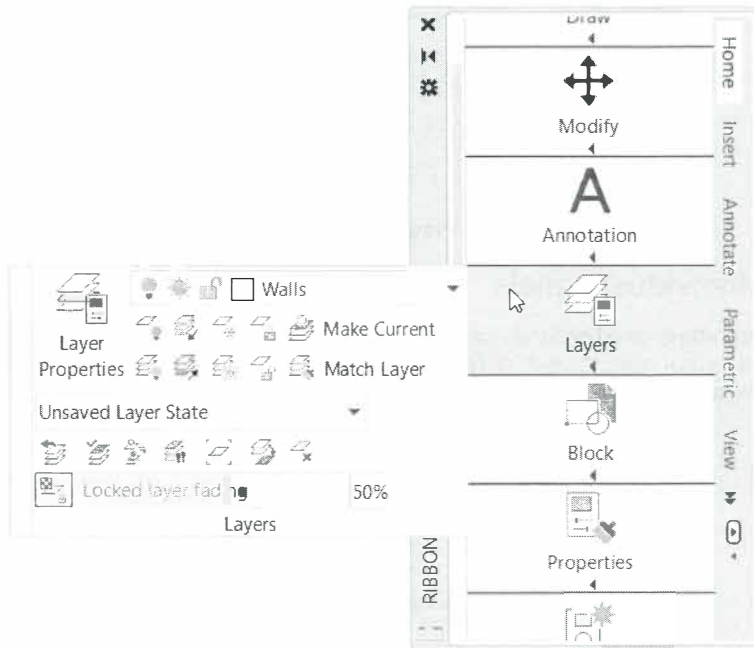 Draw
Modify
A
Annotation
Layers
Block
Properties
Home
Insert
Annotate
Parametric
View
RIBBON
Walls
Make Current
Layer
Properties
Match Layer
Unsaved Layer State
Locked layer fading
50%
Layers